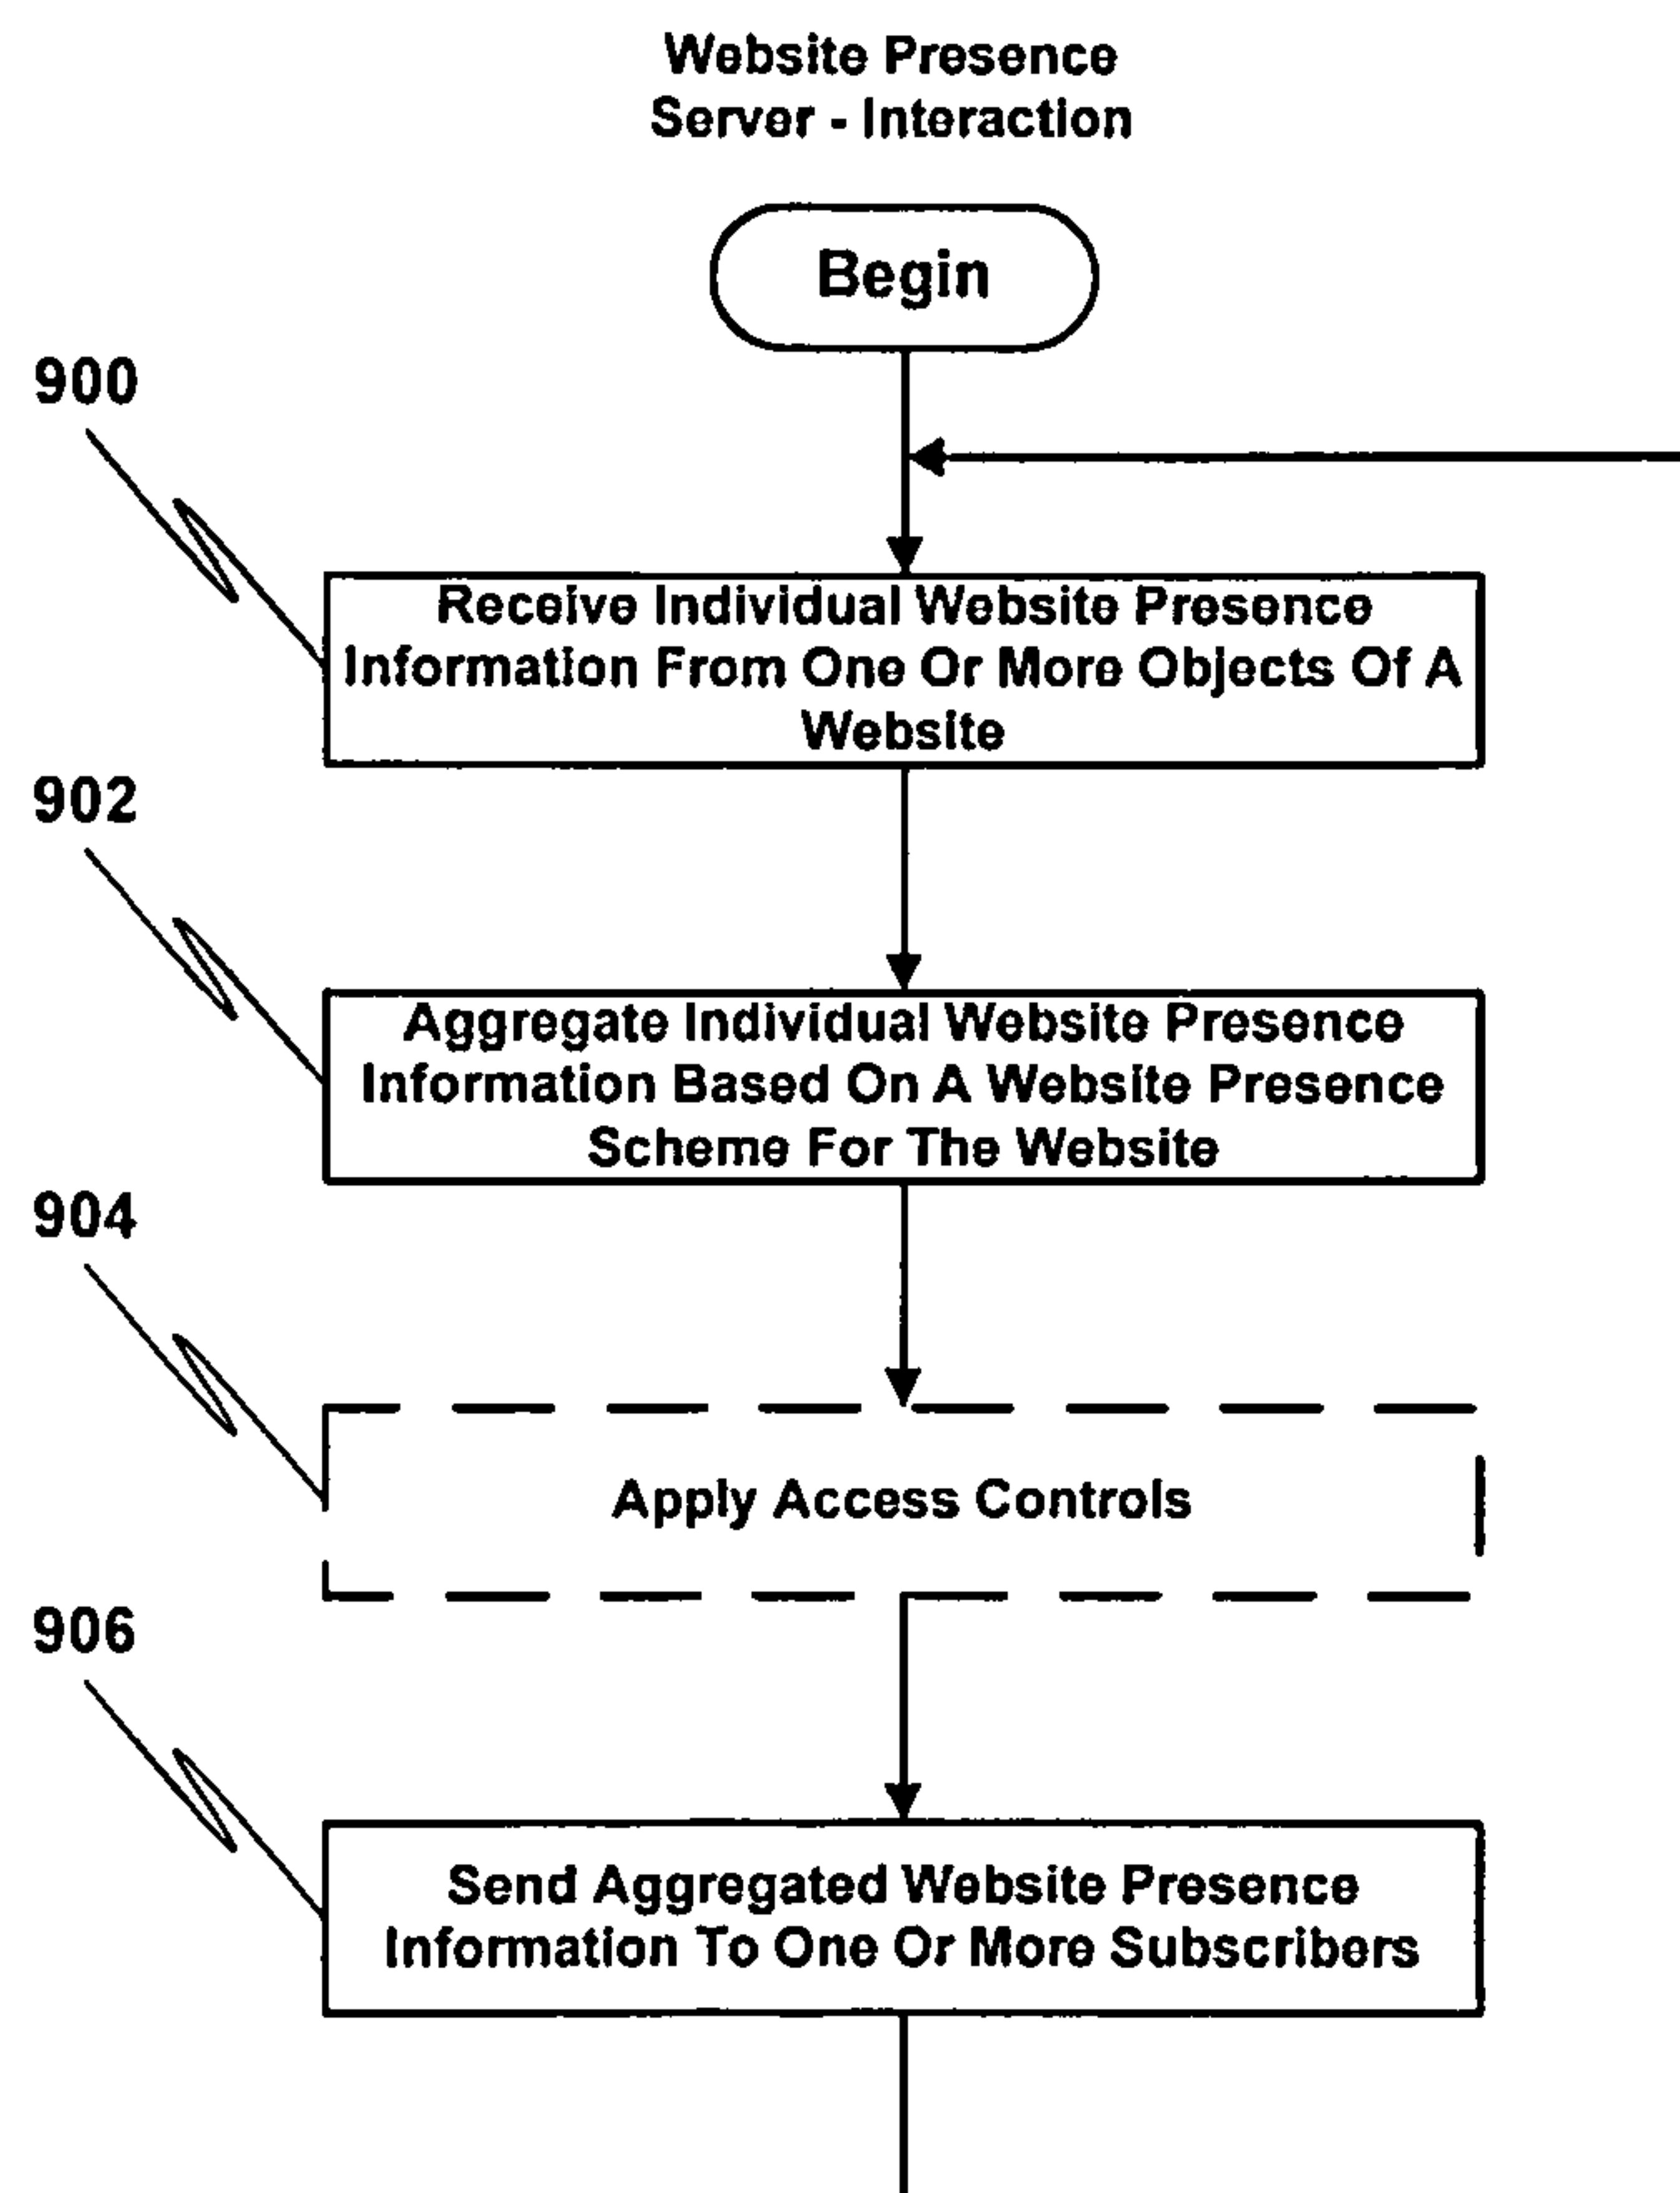 Website Presence
Server - Interaction
Begin
900
Receive Individual Website Presence
Information From One Or More Objects Of A
Website
902
Aggregate Individual Website Presence
Information Based On A Website Presence
Scheme For The Website
904
Apply Access Controls
906
Send Aggregated Website Presence
Information To One Or More Subscribers